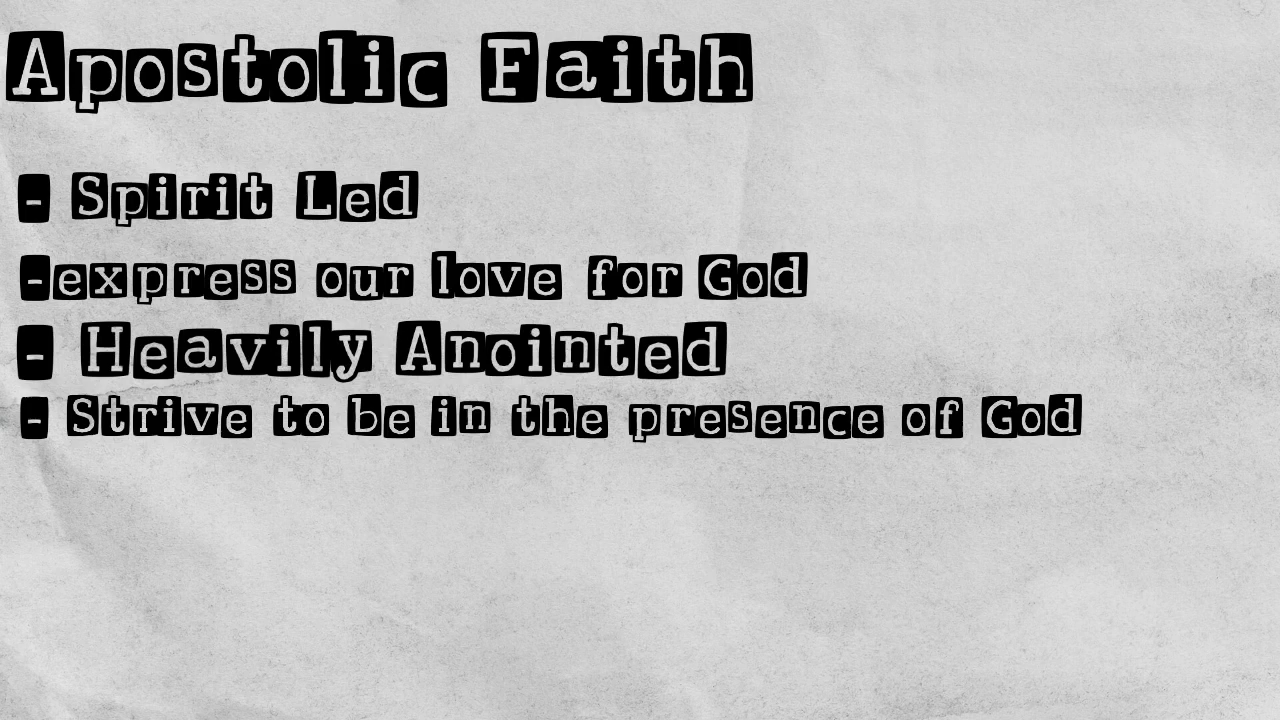 Apostolic Faith
- Spirit Led
-express our love for God
- Heavily Anointed
- Strive to be in the presence of God